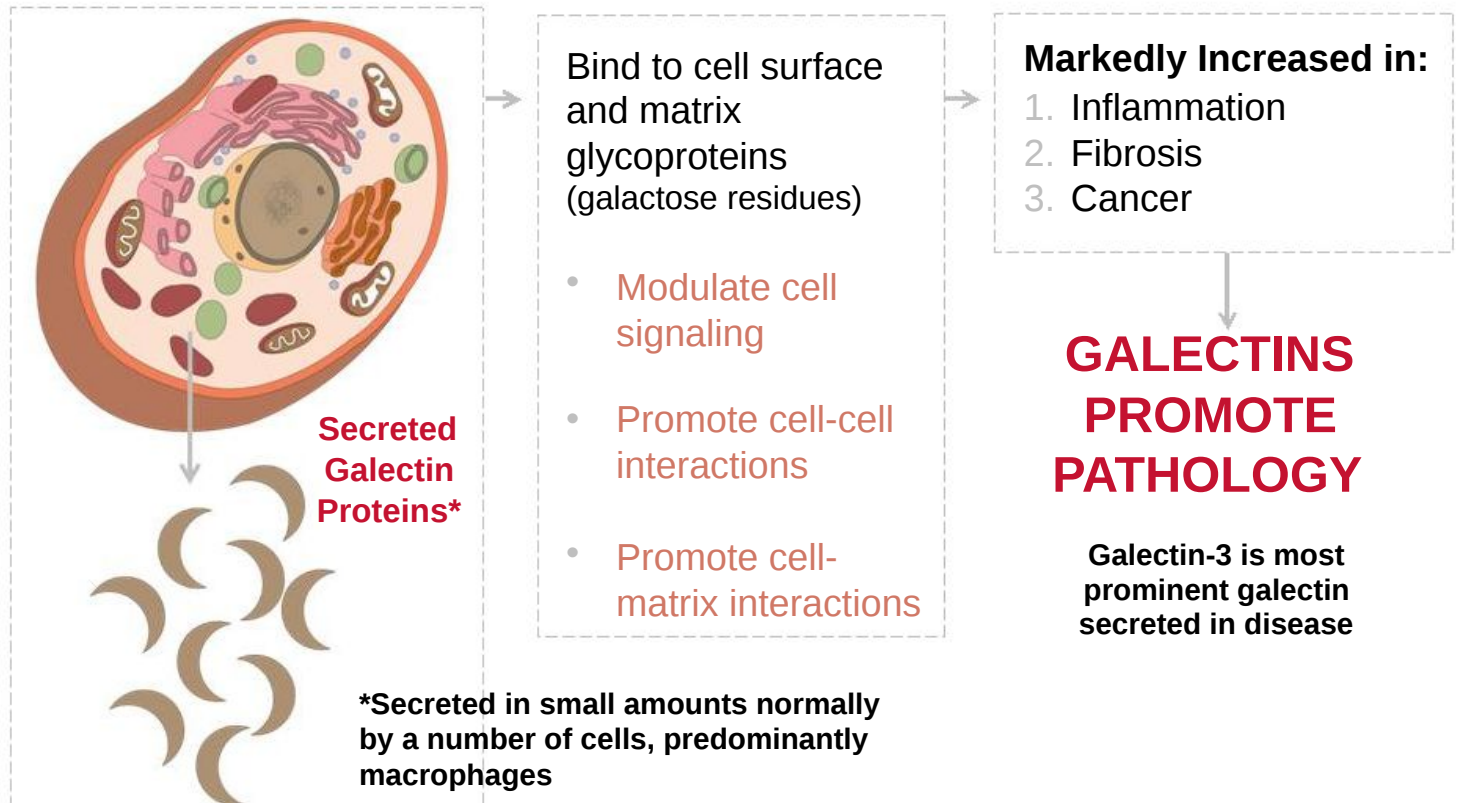 Secreted
Galectin
Proteins*
*Secreted in small amounts normally
by a number of cells, predominantly
macrophages
Bind to cell surface
and matrix
glycoproteins
(galactose residues)
• Modulate cell
signaling
• Promote cell-cell
interactions
• Promote cell-
matrix interactions
Markedly Increased in:
1. Inflammation
2. Fibrosis
3. Cancer
GALECTINS
PROMOTE
PATHOLOGY
Galectin-3 is most
prominent galectin
secreted in disease